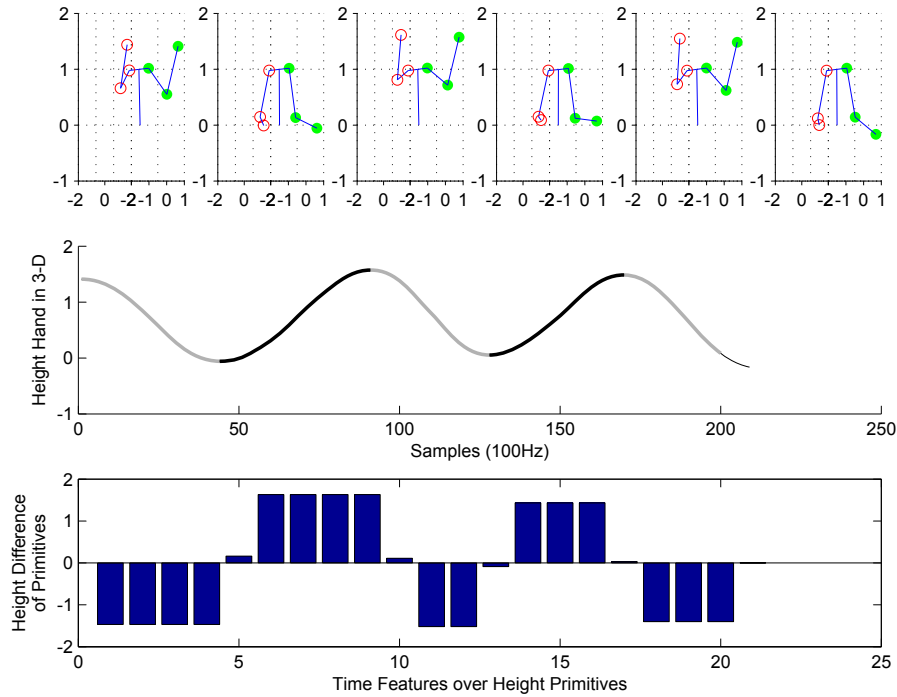 2 2 2 2 2 2
1 1 1 1 1 1
0 0 0 0 0 0
-1 -1 -1 -1 -1 -1
-2 0 -2 -1 0 1 -2 0 -2 -1 0 1 -2 0 -2 -1 0 1 -2 0 -2 -1 0 1 -2 0 -2 -1 0 1 -2 0 -2 -1 0 1
Height Hand in 3-D
2
1
0
-1
0 50 100 150 200 250
Samples (100Hz)
Height Difference
of Primitives
2
1
0
-1
-2
0 5 10 15 20 25
Time Features over Height Primitives